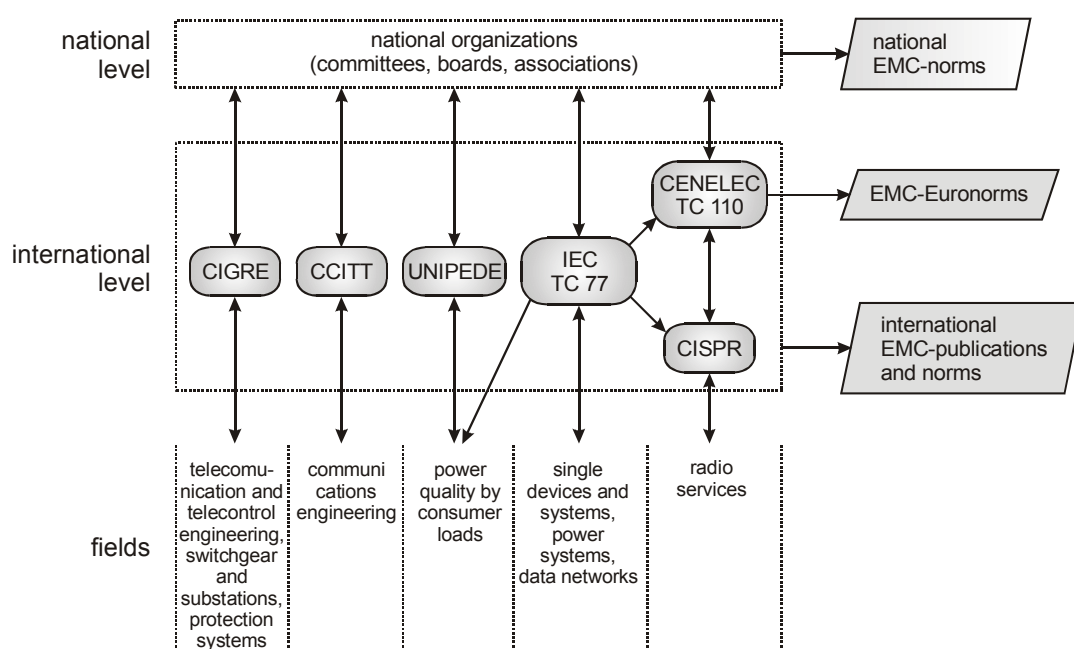 national
level
national organizations
(committees, boards, associations)
national
EMC-norms
CENELEC
TC 110
EMC-Euronorms
international
level
CIGRE
CCITT
UNIPEDE
IEC
TC 77
CISPR
international
EMC-publications
and norms
fields
telecomu-
nication and
telecontrol
engineering,
switchgear
and
substations,
protection
systems
communi
cations
engineering
power
quality by
consumer
loads
single
devices and
systems,
power
systems,
data networks
radio
services